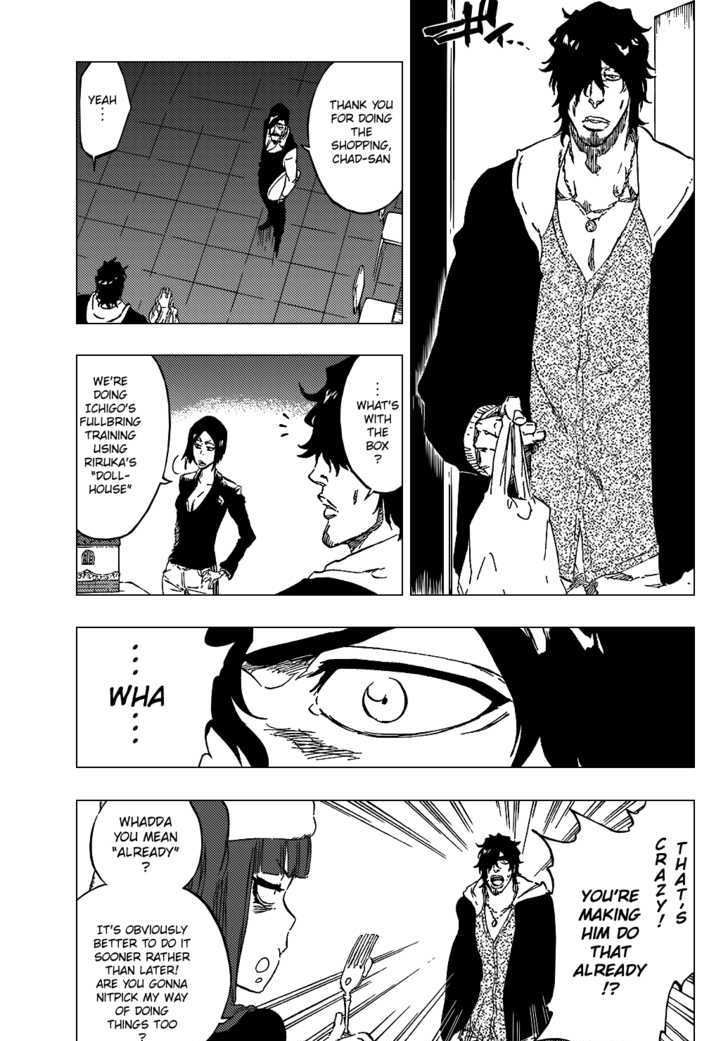 ギィ…
THANK YOU
FOR DOING
THE
SHOPPING,
CHAD-SAN
YEAH
...
...
WHAT'S
WITH
THE
BOX
?
WE'RE
DOING
ICHIGO'S
FULLBRING
TRAINING
USING
RIRUKA'S
"DOLL-
HOUSE"
...
WHA
...
THAT'S
CRAZY!
YOU'RE
MAKING
HIM DO
THAT
ALREADY
!?
WHADDA
YOU MEAN
"ALREADY"
?
IT'S OBVIOUSLY
BETTER TO DO IT
SOONER RATHER
THAN LATER!
ARE YOU GONNA
NITPICK MY WAY
OF DOING
THINGS TOO
?